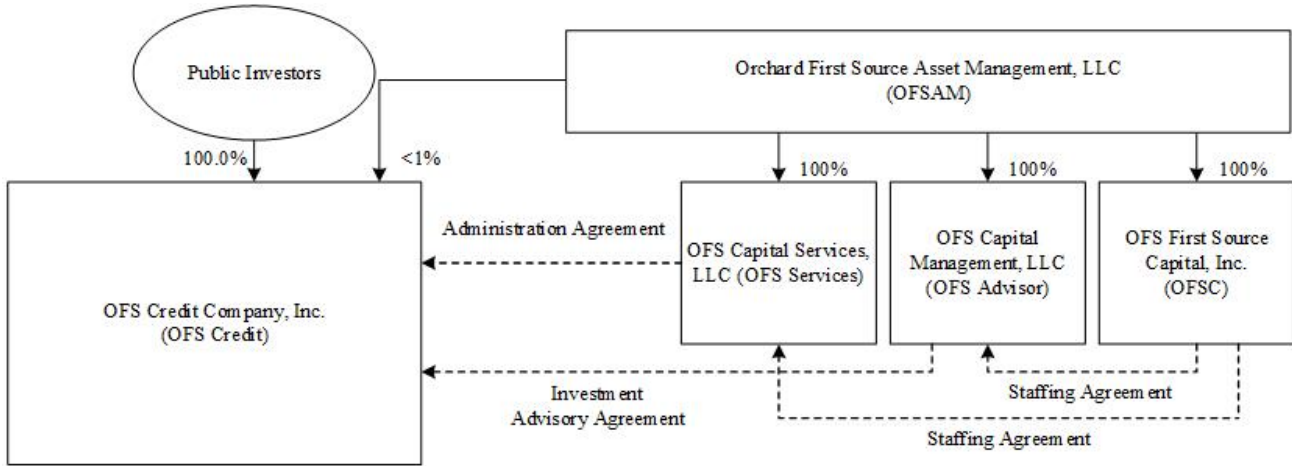 Public Investors
Orchard First Source Asset Management, LLC
(OFSAM)
100.0%
<1%
100%
100%
100%
Administration Agreement
OFS Credit Company, Inc.
(OFS Credit)
OFS Capital Services,
LLC (OFS Services)
OFS Capital
Management, LLC
(OFS Advisor)
OFS First Source
Capital, Inc.
(OFSC)
Investment
Advisory Agreement
Staffing Agreement
Staffing Agreement